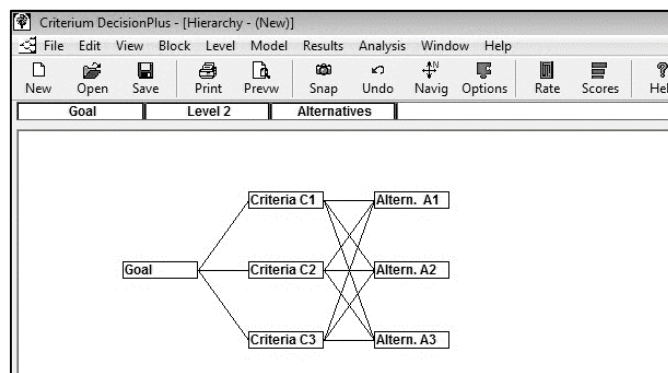 Criterium DecisionPlus - [Hierarchy - (New)]
File Edit View Block Level Model Results Analysis Window Help
New Open Save Print Prevw Snap Undo Navig Options Rate Scores Hel
Goal Level 2 Alternatives
Criteria C1 Altern. A1
Goal Criteria C2 Altern. A2
Criteria C3 Altern. A3